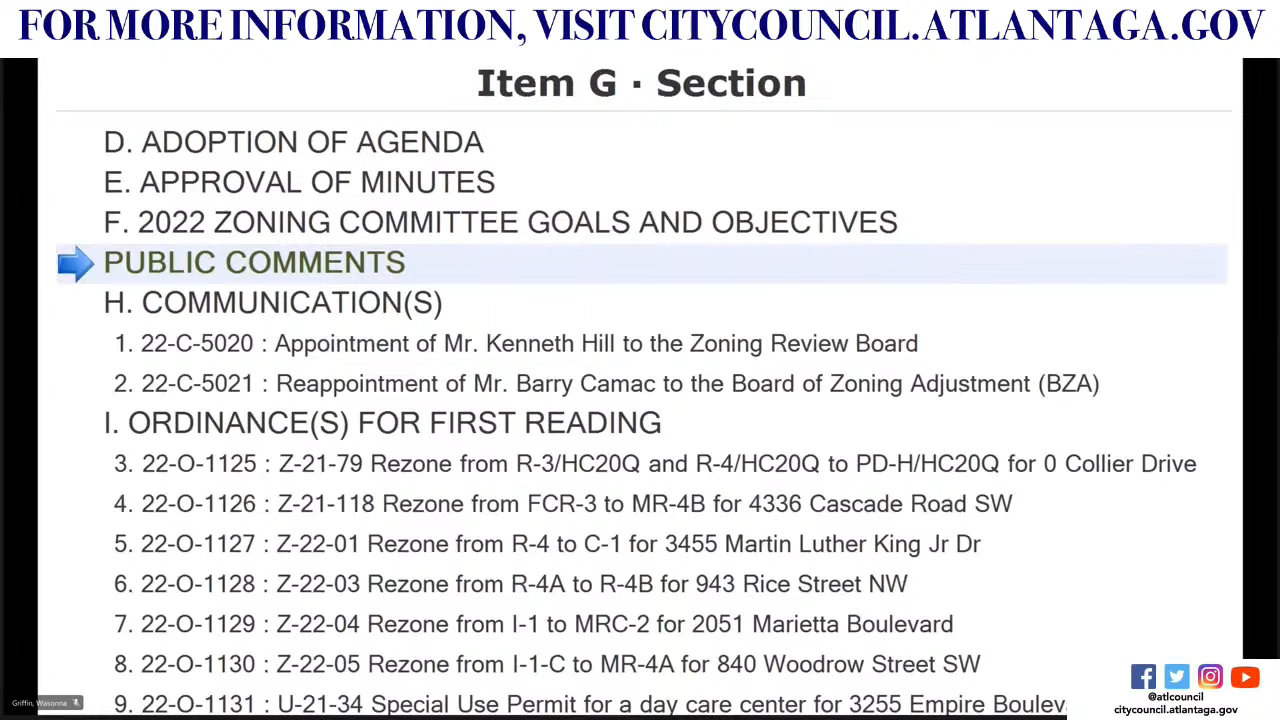 FOR MORE INFORMATION, VISIT CITYCOUNCIL.ATLANTAGA.GOV
Item G · Section
D. ADOPTION OF AGENDA
E. APPROVAL OF MINUTES
F. 2022 ZONING COMMITTEE GOALS AND OBJECTIVES
PUBLIC COMMENTS
H. COMMUNICATION(S)
1. 22-C-5020 : Appointment of Mr. Kenneth Hill to the Zoning Review Board
2. 22-C-5021 : Reappointment of Mr. Barry Camac to the Board of Zoning Adjustment (BZA)
I. ORDINANCE(S) FOR FIRST READING
3. 22-O-1125 : Z-21-79 Rezone from R-3/HC20Q and R-4/HC20Q to PD-H/HC20Q for 0 Collier Drive
4. 22-O-1126 : Z-21-118 Rezone from FCR-3 to MR-4B for 4336 Cascade Road SW
5. 22-O-1127 : Z-22-01 Rezone from R-4 to C-1 for 3455 Martin Luther King Jr Dr
6. 22-O-1128 : Z-22-03 Rezone from R-4A to R-4B for 943 Rice Street NW
7. 22-O-1129 : Z-22-04 Rezone from I-1 to MRC-2 for 2051 Marietta Boulevard
8. 22-O-1130 : Z-22-05 Rezone from I-1-C to MR-4A for 840 Woodrow Street SW
9. 22-O-1131 : U-21-34 Special Use Permit for a day care center for 3255 Empire
@atlcouncil
citycouncil.atlantaga.gov
Griffin, Wasonna